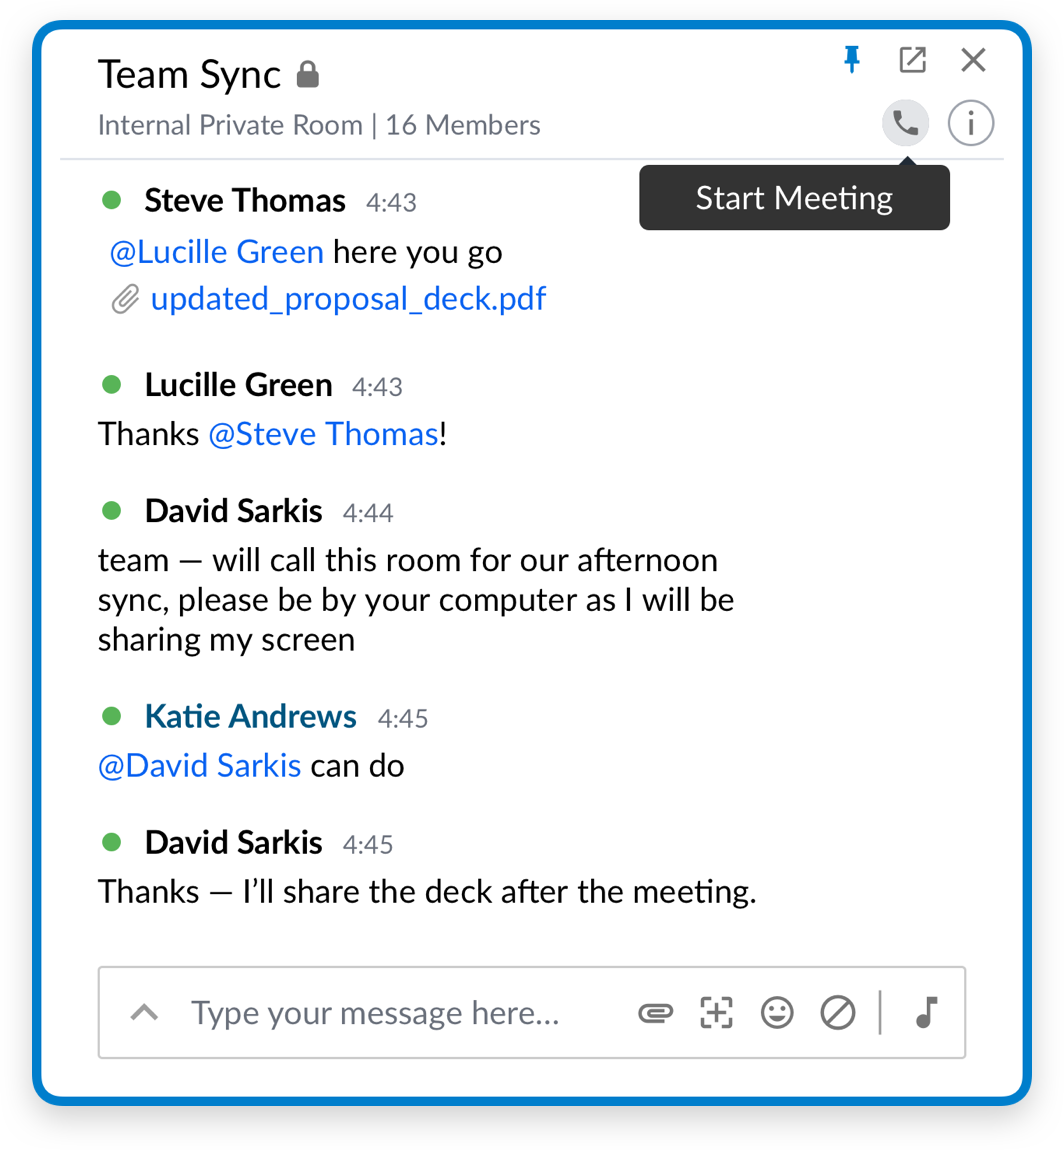 Team Sync
Internal Private Room | 16 Members
Start Meeting
Steve Thomas 4:43
@Lucille Green here you go
updated_proposal_deck.pdf
Lucille Green 4:43
Thanks @Steve Thomas!
David Sarkis 4:44
team — will call this room for our afternoon
sync, please be by your computer as I will be
sharing my screen
Katie Andrews 4:45
@David Sarkis can do
David Sarkis 4:45
Thanks — I’ll share the deck after the meeting.
Type your message here...